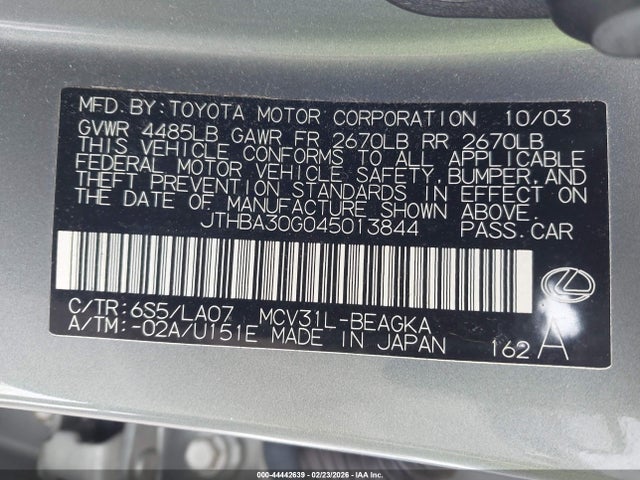 MFD. BY: TOYOTA MOTOR CORPORATION 10/03
GVWR 4485LB GAWR FR 2670LB RR 2670LB
THIS VEHICLE CONFORMS TO ALL APPLICABLE
FEDERAL MOTOR VEHICLE SAFETY, BUMPER, AND
THEFT PREVENTION STANDARDS IN EFFECT ON
THE DATE OF MANUFACTURE SHOWN ABOVE.
JTHBA30G045013844 PASS. CAR
C/TR: 6S5/LA07 MCV31L-BEAGKA
A/TM: -02A/U151E MADE IN JAPAN 162 A
000-44442639 - 02/23/2026 - IAA Inc.